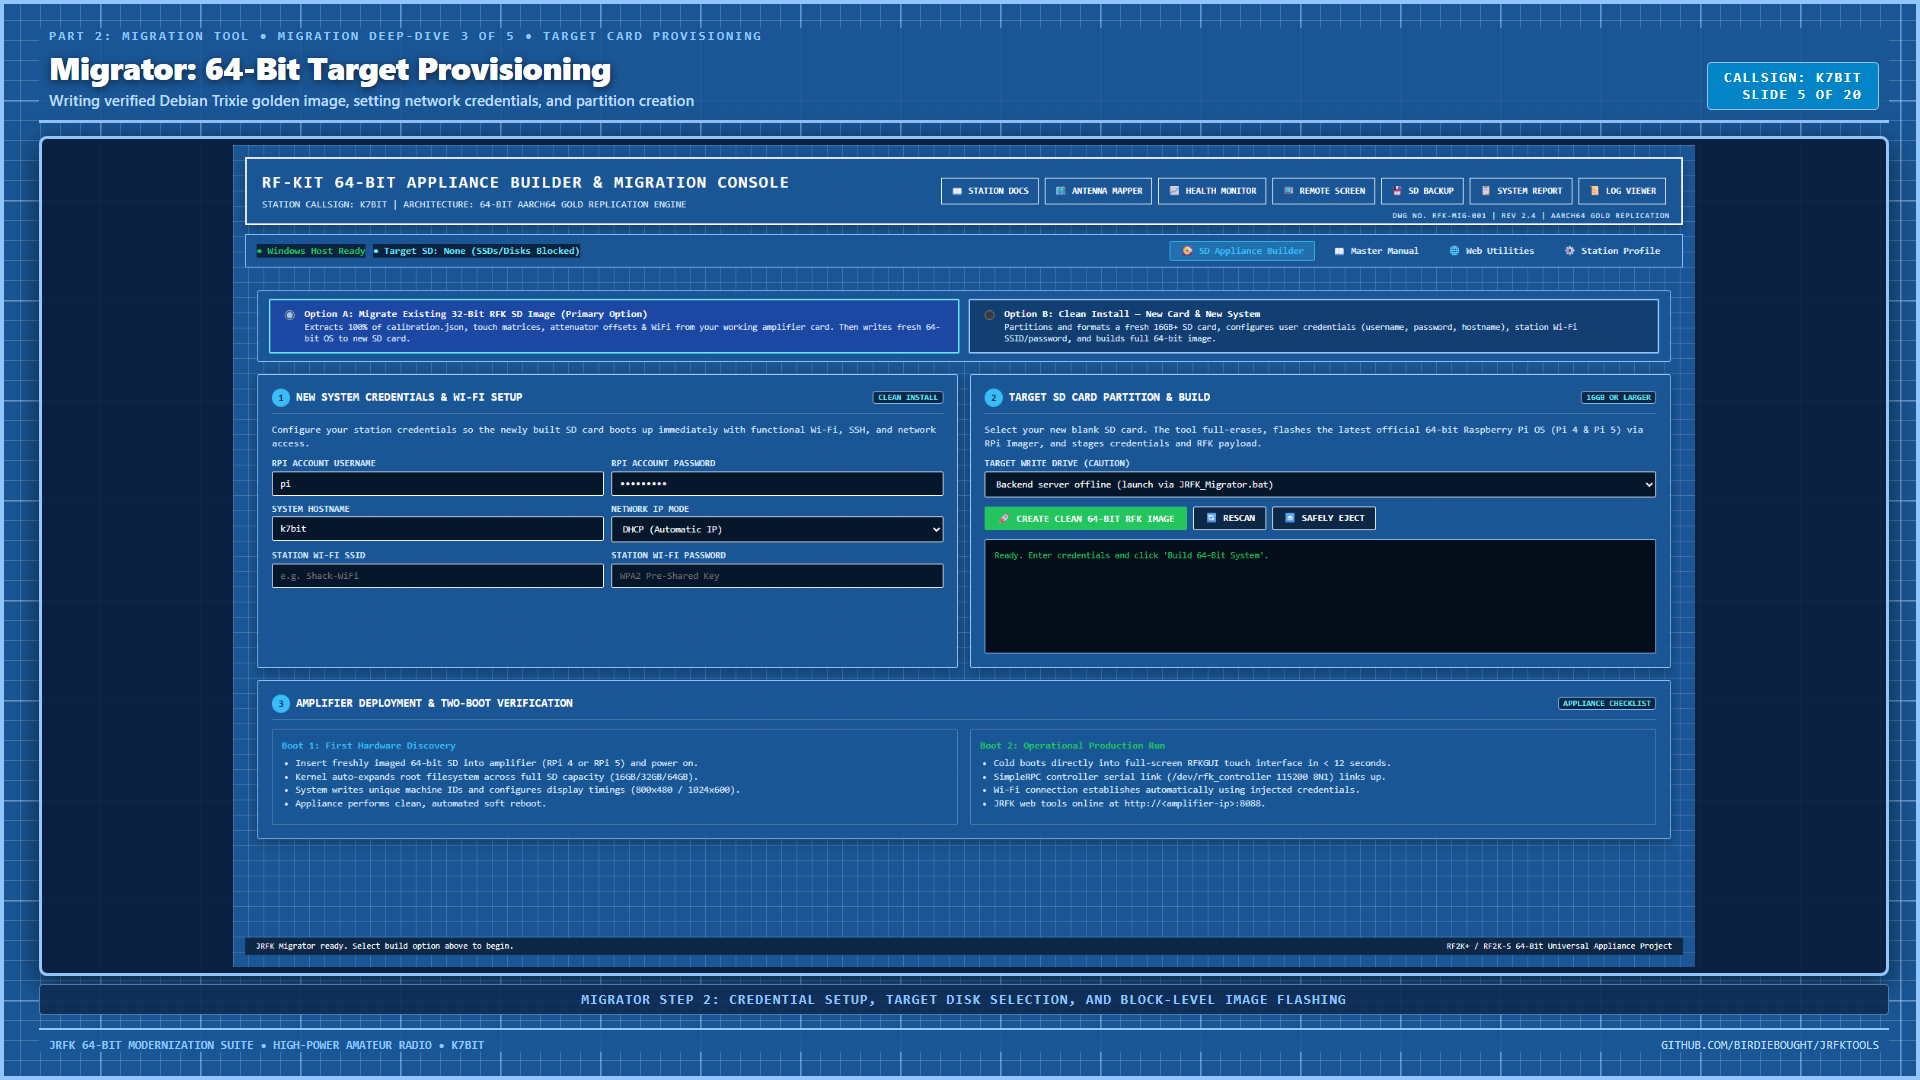 PART 2: MIGRATION TOOL • MIGRATION DEEP-DIVE 3 OF 5 • TARGET CARD PROVISIONING
Migrator: 64-Bit Target Provisioning
Writing verified Debian Trixie golden image, setting network credentials, and partition creation
CALLSIGN: K7BIT
SLIDE 5 OF 20
RF-KIT 64-BIT APPLIANCE BUILDER & MIGRATION CONSOLE
STATION CALLSIGN: K7BIT | ARCHITECTURE: 64-BIT AARCH64 GOLD REPLICATION ENGINE
STATION DOCS
ANTENNA MAPPER
HEALTH MONITOR
REMOTE SCREEN
SD BACKUP
SYSTEM REPORT
LOG VIEWER
DWG NO. RFK-MIG-001 | REV 2.4 | AARCH64 GOLD REPLICATION
● Windows Host Ready
● Target SD: None (SSDs/Disks Blocked)
SD Appliance Builder
Master Manual
Web Utilities
Station Profile
Option A: Migrate Existing 32-Bit RFK SD Image (Primary Option)
Extracts 100% of calibration.json, touch matrices, attenuator offsets & WiFi from your working amplifier card. Then writes fresh 64-
bit OS to new SD card.
Option B: Clean Install — New Card & New System
Partitions and formats a fresh 16GB+ SD card, configures user credentials (username, password, hostname), station Wi-Fi
SSID/password, and builds full 64-bit image.
1 NEW SYSTEM CREDENTIALS & WI-FI SETUP
CLEAN INSTALL
Configure your station credentials so the newly built SD card boots up immediately with functional Wi-Fi, SSH, and network
access.
RPI ACCOUNT USERNAME
RPI ACCOUNT PASSWORD
pi
•••••••••
SYSTEM HOSTNAME
NETWORK IP MODE
k7bit
DHCP (Automatic IP)
STATION WI-FI SSID
STATION WI-FI PASSWORD
e.g. Shack-WiFi
WPA2 Pre-Shared Key
2 TARGET SD CARD PARTITION & BUILD
16GB OR LARGER
Select your new blank SD card. The tool full-erases, flashes the latest official 64-bit Raspberry Pi OS (Pi 4 & Pi 5) via
RPi Imager, and stages credentials and RFK payload.
TARGET WRITE DRIVE (CAUTION)
Backend server offline (launch via JRFK_Migrator.bat)
CREATE CLEAN 64-BIT RFK IMAGE
RESCAN
SAFELY EJECT
Ready. Enter credentials and click 'Build 64-Bit System'.
3 AMPLIFIER DEPLOYMENT & TWO-BOOT VERIFICATION
APPLIANCE CHECKLIST
Boot 1: First Hardware Discovery
• Insert freshly imaged 64-bit SD into amplifier (RPi 4 or RPi 5) and power on.
• Kernel auto-expands root filesystem across full SD capacity (16GB/32GB/64GB).
• System writes unique machine IDs and configures display timings (800x480 / 1024x600).
• Appliance performs clean, automated soft reboot.
Boot 2: Operational Production Run
• Cold boots directly into full-screen RFKGUI touch interface in < 12 seconds.
• SimpleRPC controller serial link (/dev/rfk_controller 115200 8N1) links up.
• Wi-Fi connection establishes automatically using injected credentials.
• JRFK web tools online at http://<amplifier-ip>:8088.
JRFK Migrator ready. Select build option above to begin.
RF2K+ / RF2K-S 64-Bit Universal Appliance Project
MIGRATOR STEP 2: CREDENTIAL SETUP, TARGET DISK SELECTION, AND BLOCK-LEVEL IMAGE FLASHING
JRFK 64-BIT MODERNIZATION SUITE • HIGH-POWER AMATEUR RADIO • K7BIT
GITHUB.COM/BIRDIEBOUGHT/JRFKTOOLS